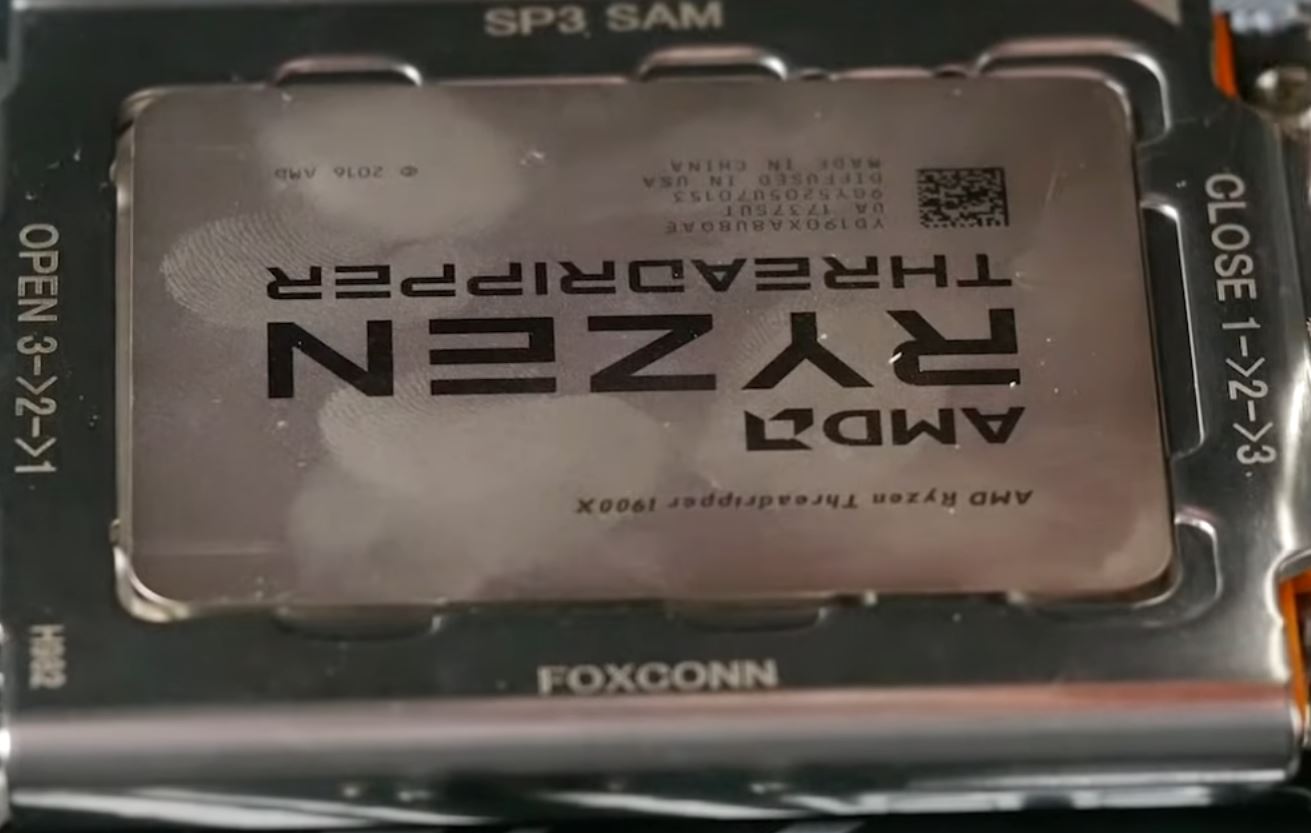 SP3 SAM
OPEN 3->2->1
CLOSE 1->2->3
AMD Ryzen Threadripper 1900X
AMD
RYZEN
THREADRIPPER
YD190XA8U8QAE
UA 1737SUT
9GY5205U70153
DIFFUSED IN USA
MADE IN CHINA
© 2016 AMD
FOXCONN